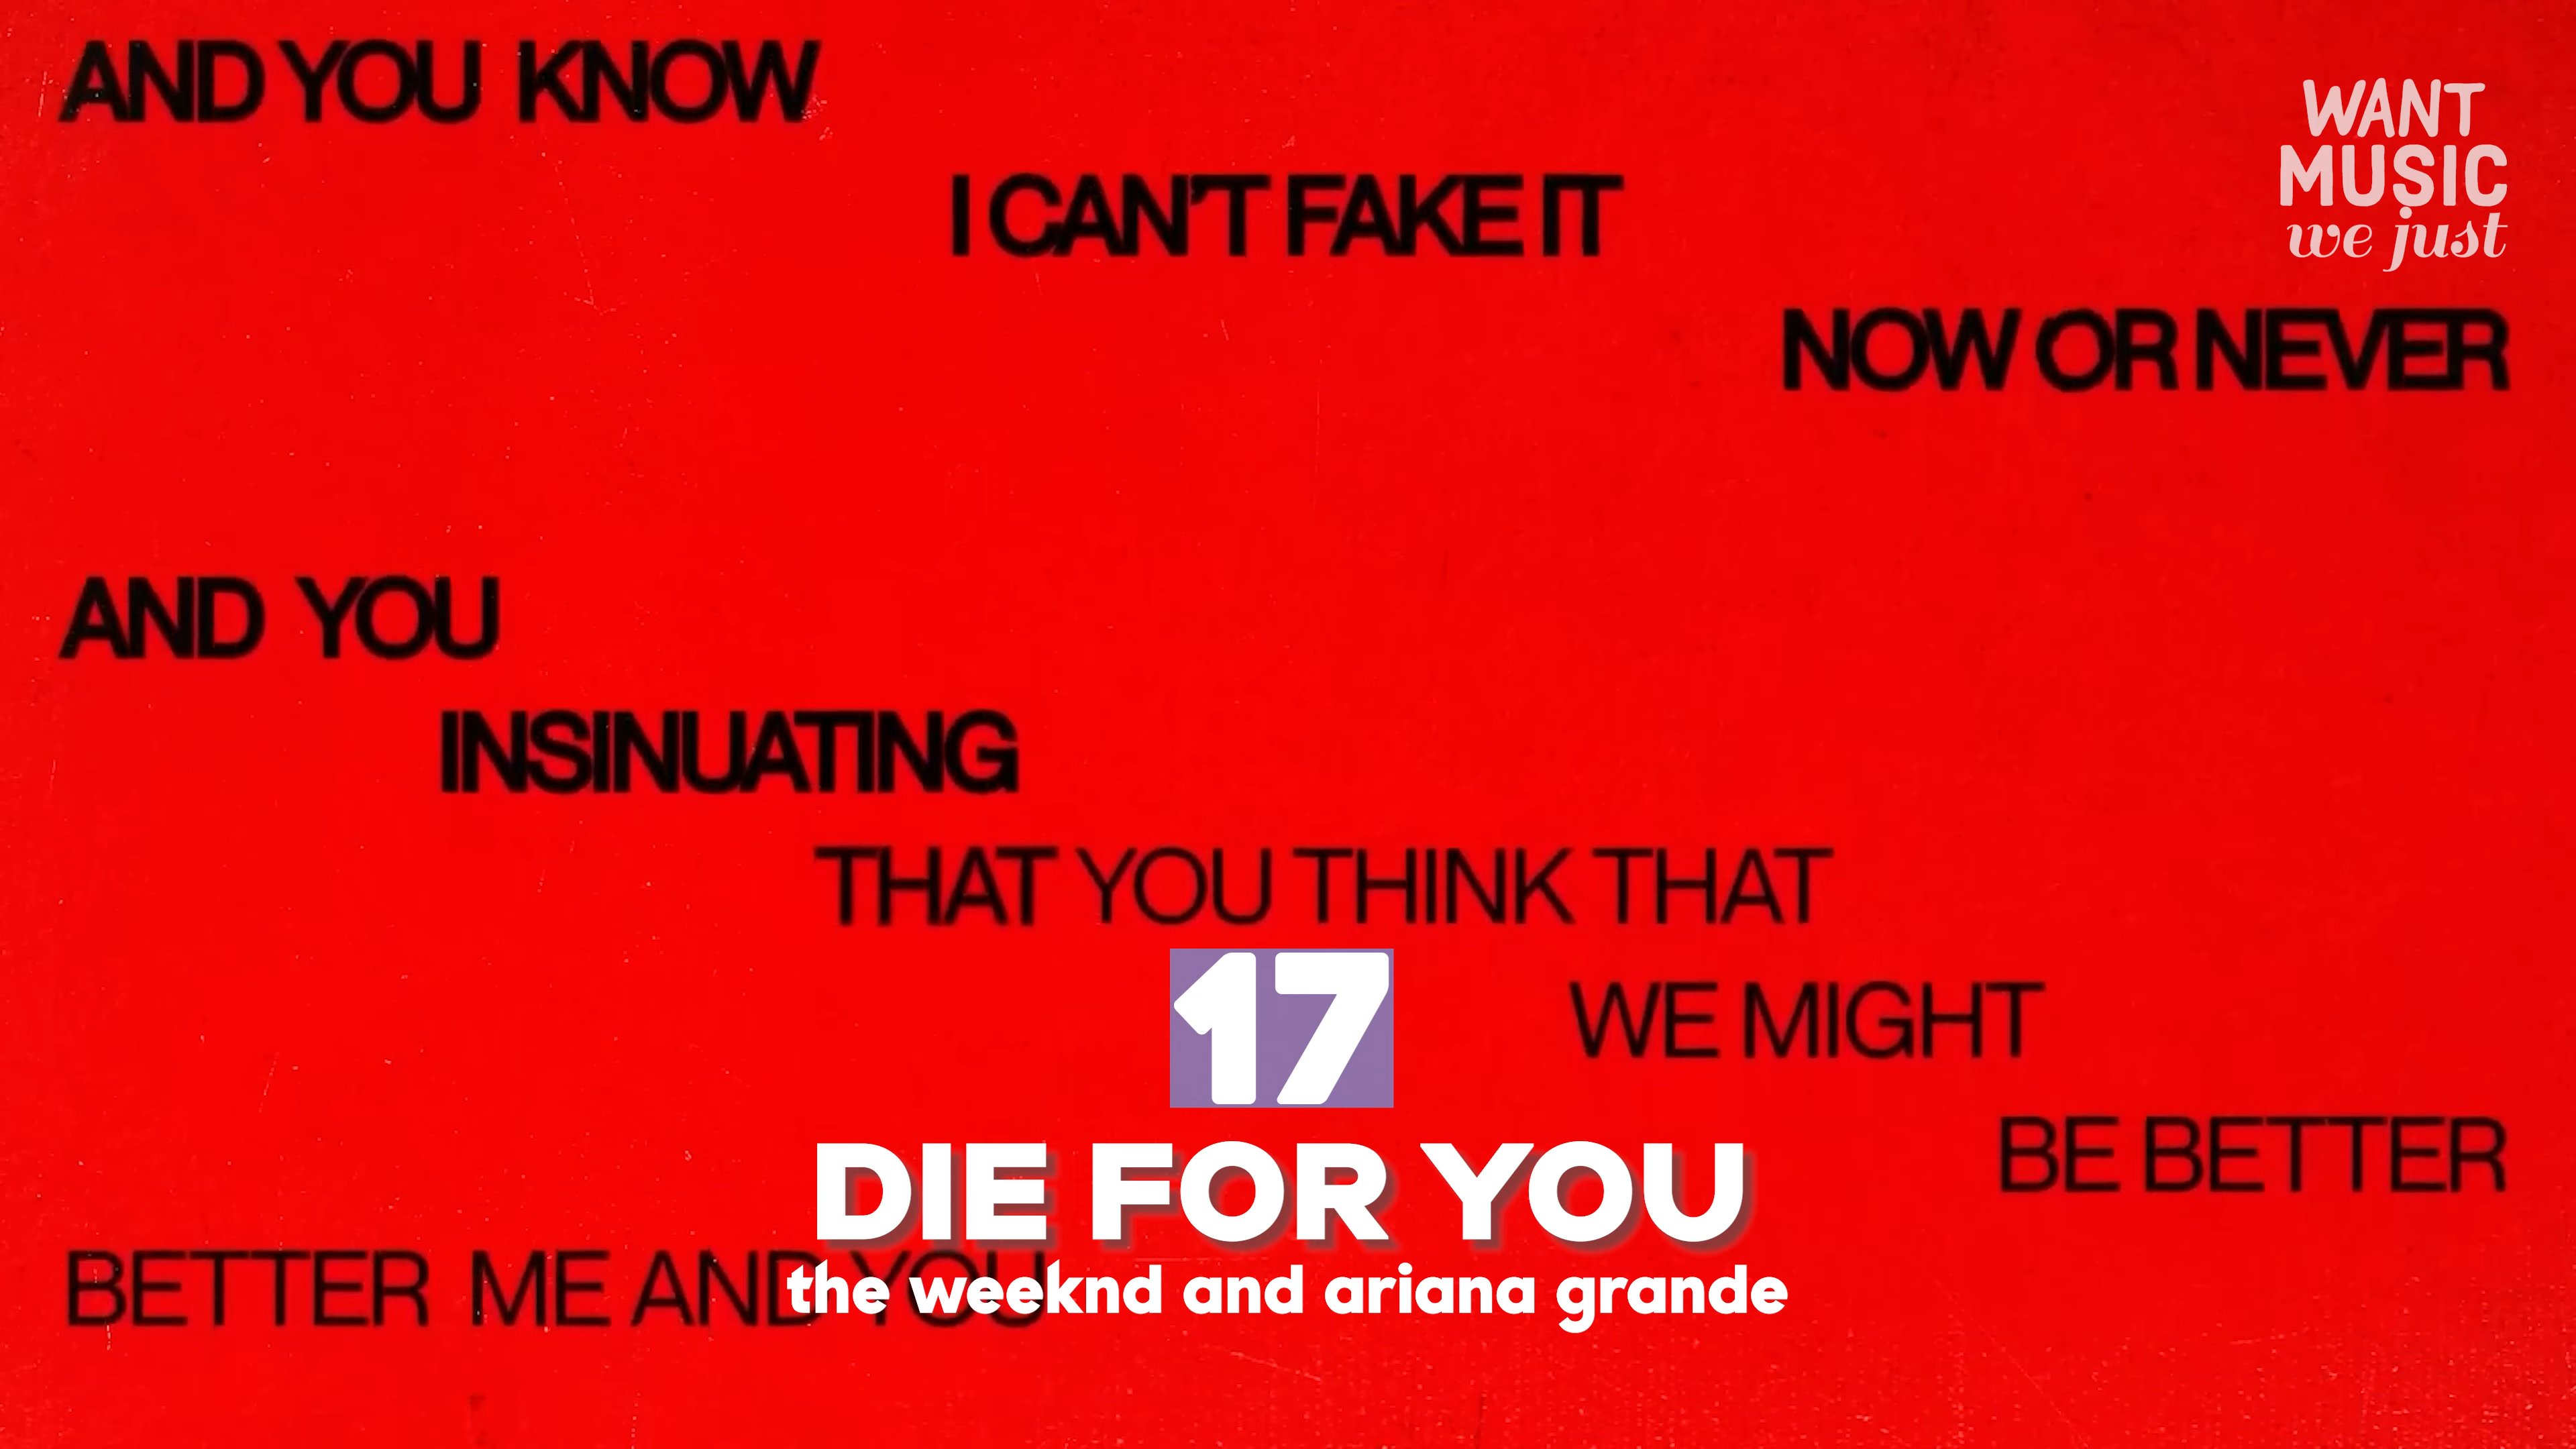 AND YOU KNOW
WANT
MUSIC
we just
I CAN'T FAKE IT
NOW OR NEVER
AND YOU
INSINUATING
THAT YOU THINK THAT
WE MIGHT
BE BETTER
BETTER ME AND YOU
17
DIE FOR YOU
the weeknd and ariana grande